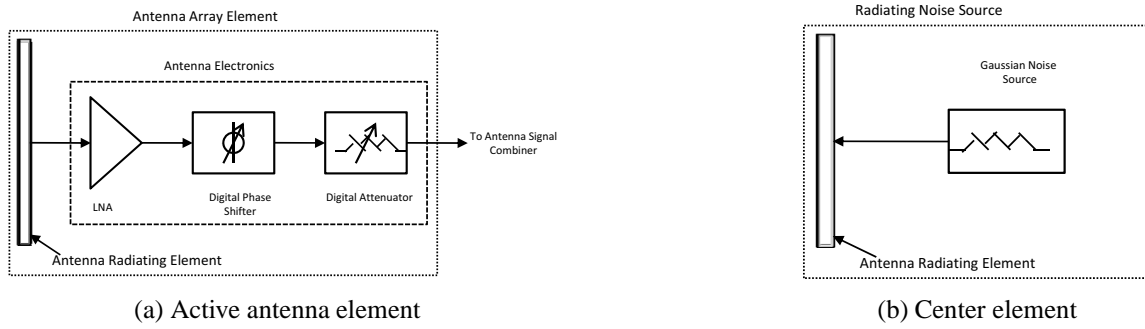 Antenna Array Element
Antenna Electronics
LNA
Digital Phase
Shifter
Digital Attenuator
To Antenna Signal
Combiner
Antenna Radiating Element
(a) Active antenna element
Radiating Noise Source
Gaussian Noise
Source
Antenna Radiating Element
(b) Center element